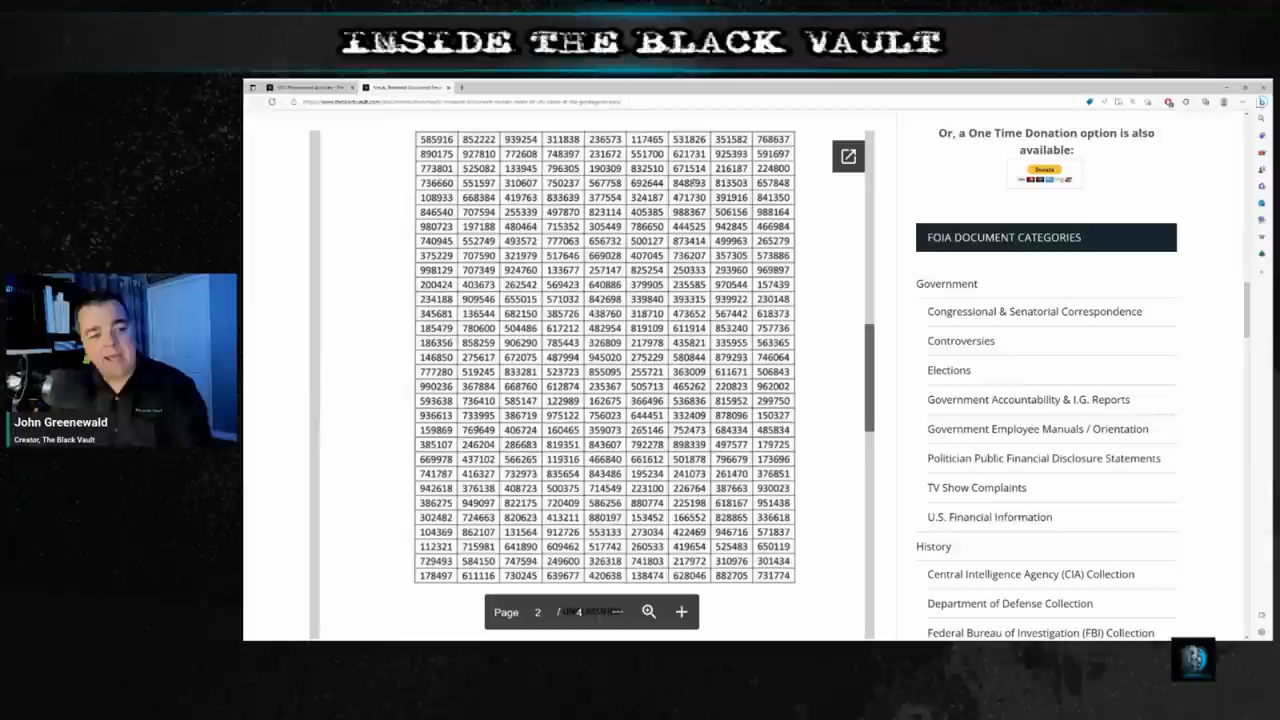 INSIDE THE BLACK VAULT
585916 852222 939254 311838 236573 117465 531826 351582 768637
890175 927810 772608 748397 231672 551700 621731 925393 591697
773801 525082 133945 796305 190309 832510 671514 216187 224800
736660 551597 310607 750237 567758 692644 813503 657848
108933 668384 419763 833639 377554 324187 471730 391916 841350
846540 707594 255339 497870 823114 405385 988367 506156 988164
980723 197188 480464 715352 305449 786650 444525 942845 466984
740945 552749 493572 777063 656732 500127 873414 499963 265279
375229 707590 321979 517646 669028 407045 736207 357305 573886
998129 707349 924760 133677 257147 825254 250333 293960 969897
200424 403673 262542 569423 640886 379905 235585 970544 157439
234188 909546 655015 571032 842698 339840 393315 939922 230148
345681 136544 682150 385726 438760 318710 473652 567442 618373
185479 780600 504486 617212 482954 819109 611914 853240 757736
186356 858259 906290 785443 326809 217978 435821 335955 563365
146850 275617 672075 487994 945020 275229 580844 879293 746064
777280 519245 833281 523723 855095 255721 363009 611671 506843
990236 367884 668760 612874 235367 505713 465262 220823 962002
593638 736410 585147 122989 162675 366496 536836 815952 299750
936613 733995 386719 975122 756023 644451 332409 878096 150327
159869 769649 406724 160465 359073 265146 752473 684334 485834
385107 246204 286683 819351 843607 792278 898339 497577 179725
669978 437102 566265 119316 466840 661612 501878 796679 173696
741787 416327 732973 835654 843486 195234 241073 261470 376851
942618 376138 408723 500375 714549 223100 226764 387663 930023
386275 949097 822175 720409 586256 880774 225198 618167 951438
302482 724663 820623 413211 880197 153452 166552 828865 336618
104369 862107 131564 912726 553133 273034 422469 946716 571837
112321 715981 641890 609462 517742 260533 419654 525483 650119
729493 584150 747594 249600 326318 741803 217972 310976 301434
178497 611116 730245 639677 420638 138474 628046 882705 731774
Page 2 / 4
Or, a One Time Donation option is also
available:
Donate
FOIA DOCUMENT CATEGORIES
Government
Congressional & Senatorial Correspondence
Controversies
Elections
Government Accountability & I.G. Reports
Government Employee Manuals / Orientation
Politician Public Financial Disclosure Statements
TV Show Complaints
U.S. Financial Information
History
Central Intelligence Agency (CIA) Collection
Department of Defense Collection
Federal Bureau of Investigation (FBI) Collection
John Greenewald
Creator, The Black Vault